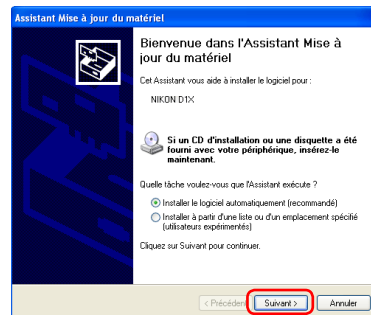 Assistant Mise à jour du matériel
Bienvenue dans l'Assistant Mise à
jour du matériel
Cet Assistant vous aide à installer le logiciel pour :
NIKON D1X
Si un CD d'installation ou une disquette a été
fourni avec votre périphérique, insérez-le
maintenant.
Quelle tâche voulez-vous que l'Assistant exécute ?
Installer le logiciel automatiquement (recommandé)
Installer à partir d'une liste ou d'un emplacement spécifié
(utilisateurs expérimentés)
Cliquez sur Suivant pour continuer.
< Précédent Suivant > Annuler